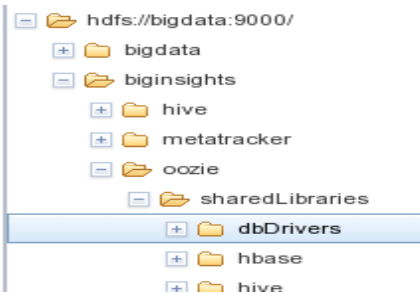 hdfs://bigdata:9000/
bigdata
biginsights
hive
metatracker
oozie
sharedLibraries
dbDrivers
hbase
hive